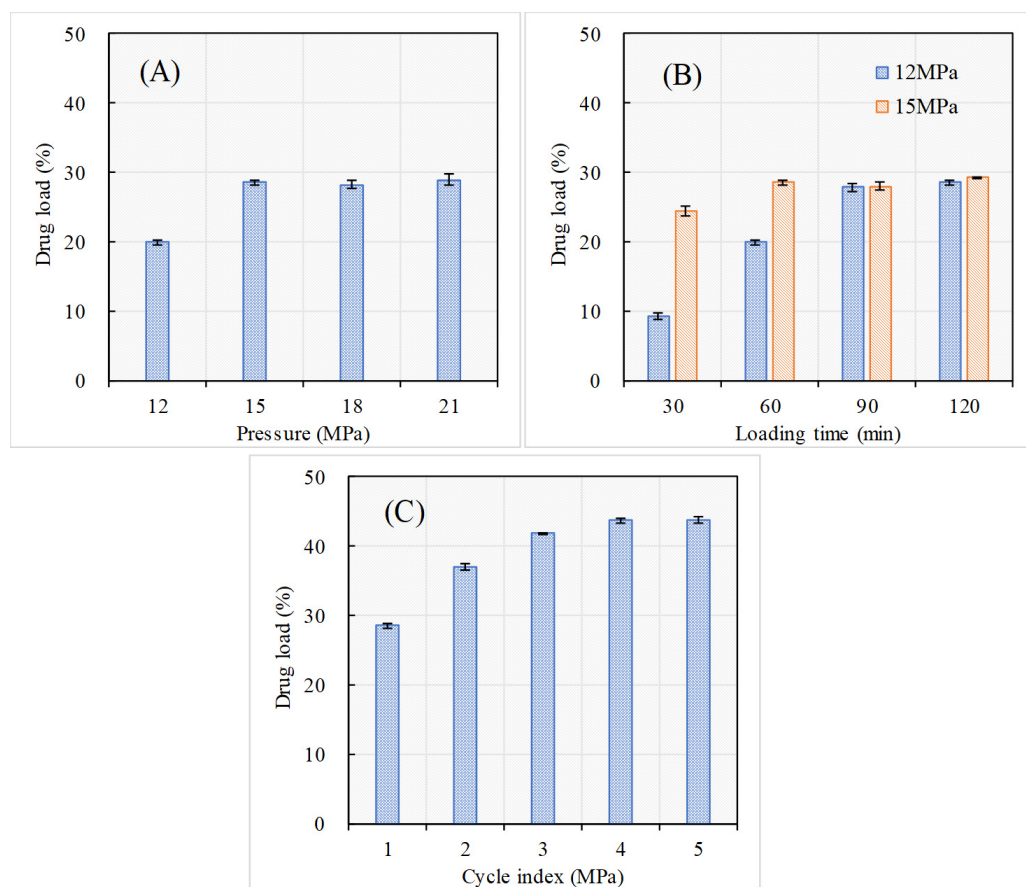 (A)
50
40
30
20
10
0
Drug load (%)
12 15 18 21
Pressure (MPa)
(B)
12MPa
15MPa
50
40
30
20
10
0
Drug load (%)
30 60 90 120
Loading time (min)
(C)
50
40
30
20
10
0
Drug load (%)
1 2 3 4 5
Cycle index (MPa)